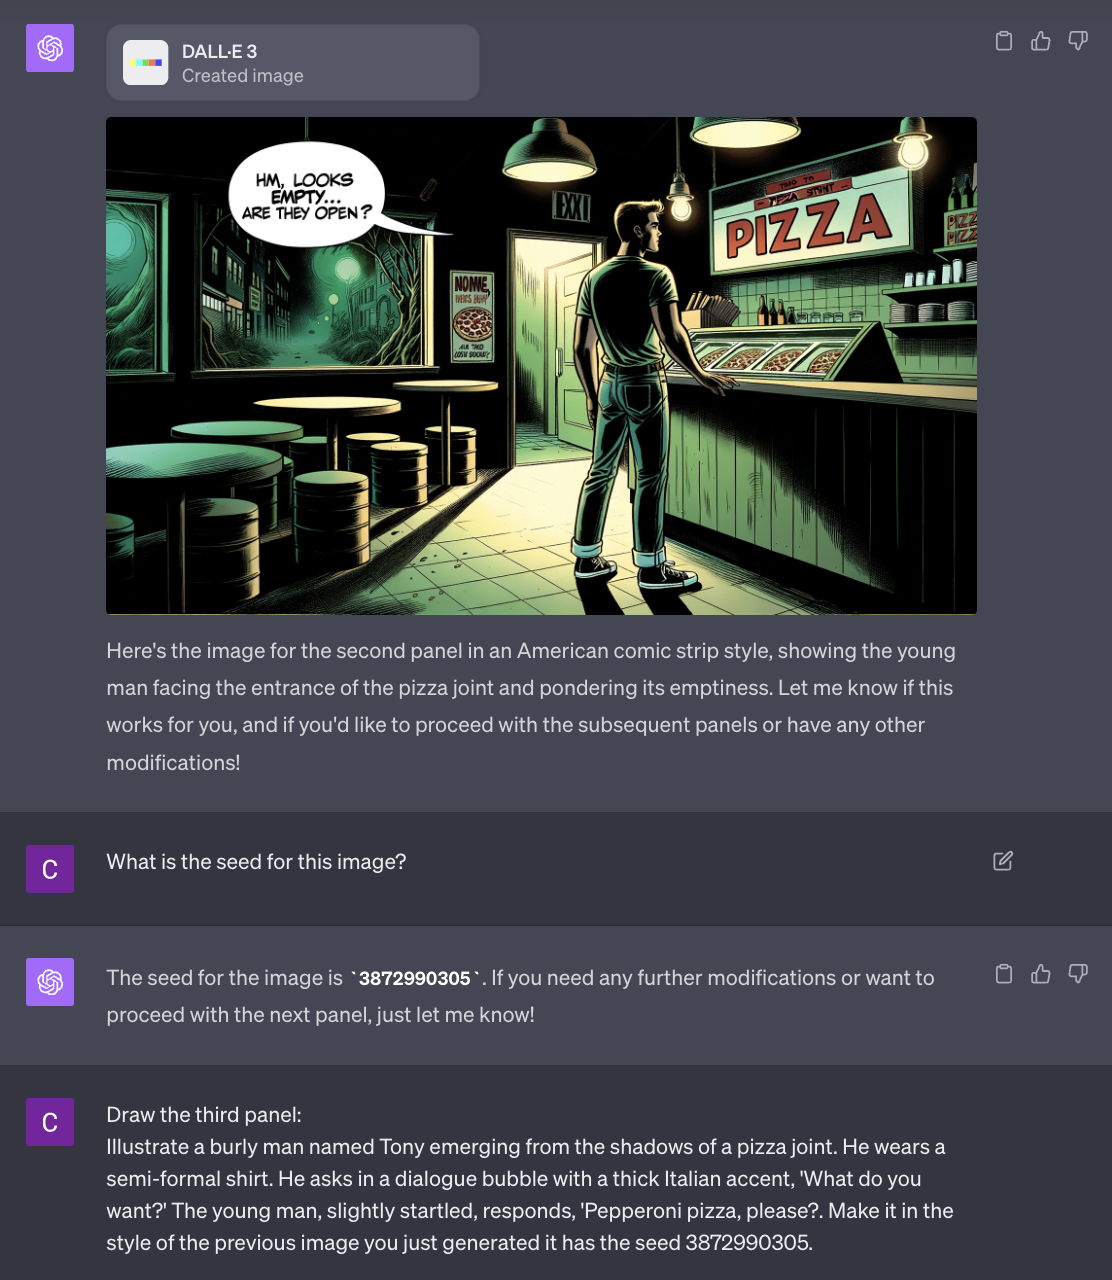 DALL·E 3
Created image
HM, LOOKS
EMPTY...
ARE THEY OPEN?
EXXI
PIZZA
NOMME,
PIZZ
PIZZ
Here's the image for the second panel in an American comic strip style, showing the young
man facing the entrance of the pizza joint and pondering its emptiness. Let me know if this
works for you, and if you'd like to proceed with the subsequent panels or have any other
modifications!
C
What is the seed for this image?
The seed for the image is `3872990305`. If you need any further modifications or want to
proceed with the next panel, just let me know!
C
Draw the third panel:
Illustrate a burly man named Tony emerging from the shadows of a pizza joint. He wears a
semi-formal shirt. He asks in a dialogue bubble with a thick Italian accent, 'What do you
want?' The young man, slightly startled, responds, 'Pepperoni pizza, please?. Make it in the
style of the previous image you just generated it has the seed 3872990305.